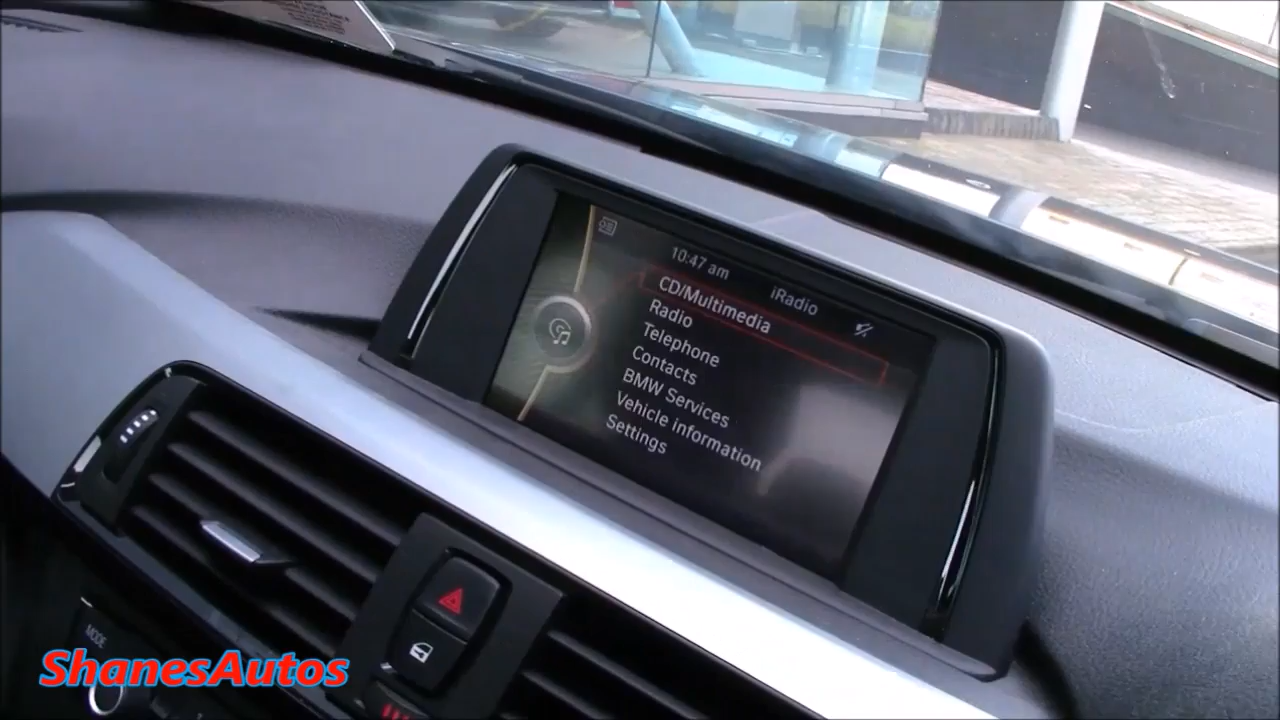 10:47 am
iRadio
CD/Multimedia
Radio
Telephone
Contacts
BMW Services
Vehicle information
Settings
MODE
ShanesAutos